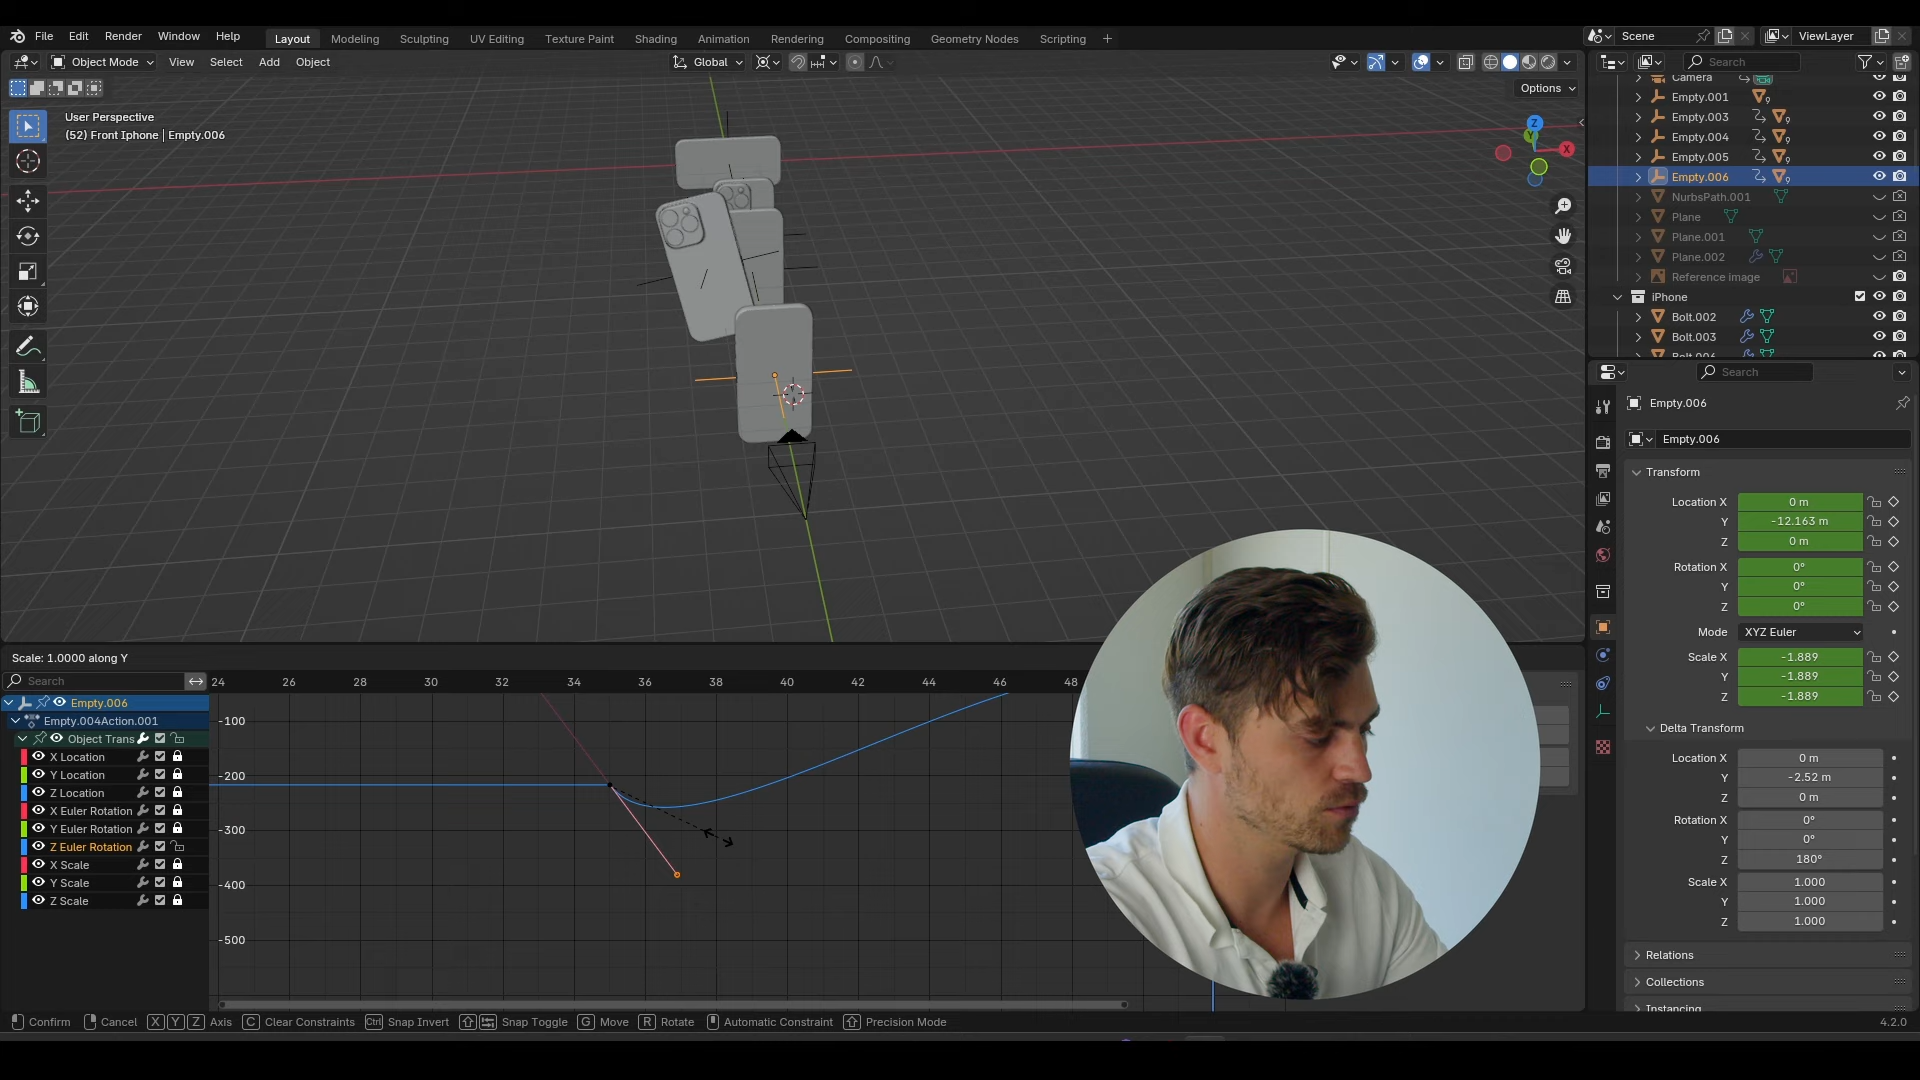 File Edit Render Window Help Layout Modeling Sculpting UV Editing Texture Paint Shading Animation Rendering Compositing Geometry Nodes Scripting + Scene ViewLayer
Object Mode View Select Add Object Global Search
Options
User Perspective
(52) Front Iphone | Empty.006
Z
Y
X
Camera
Empty.001
Empty.003
Empty.004
Empty.005
Empty.006
NurbsPath.001
Plane
Plane.001
Plane.002
Reference Image
iPhone
Bolt.002
Bolt.003
Search
Empty.006
Empty.006
Transform
Location X 0 m
Y -12.163 m
Z 0 m
Rotation X 0°
Y 0°
Z 0°
Mode XYZ Euler
Scale X -1.889
Y -1.889
Z -1.889
Delta Transform
Location X 0 m
Y -2.52 m
Z 0 m
Rotation X 0°
Y 0°
Z 180°
Scale X 1.000
Y 1.000
Z 1.000
Relations
Collections
Instancing
Scale: 1.0000 along Y
Search 24 26 28 30 32 34 36 38 40 42 44 46 48
Empty.006
Empty.004Action.001
Object Trans
X Location
Y Location
Z Location
X Euler Rotation
Y Euler Rotation
Z Euler Rotation
X Scale
Y Scale
Z Scale
-100
-200
-300
-400
-500
Confirm Cancel X Y Z Axis C Clear Constraints Ctrl Snap Invert Snap Toggle G Move R Rotate Automatic Constraint Precision Mode 4.2.0